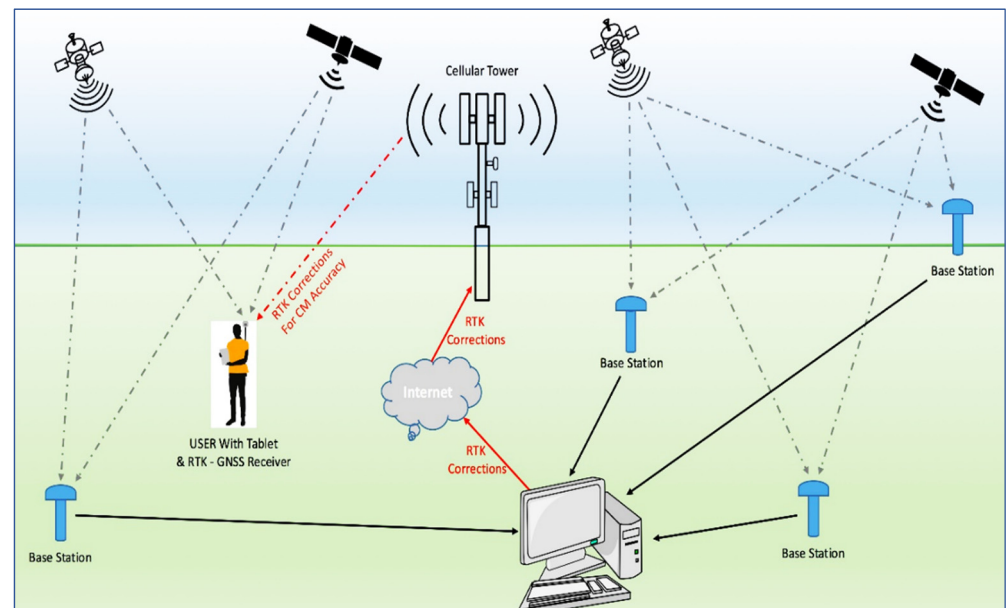 Cellular Tower
RTK Corrections
For CM Accuracy
Base Station
RTK
Corrections
Base Station
Internet
USER With Tablet
& RTK - GNSS Receiver
RTK
Corrections
Base Station
Base Station